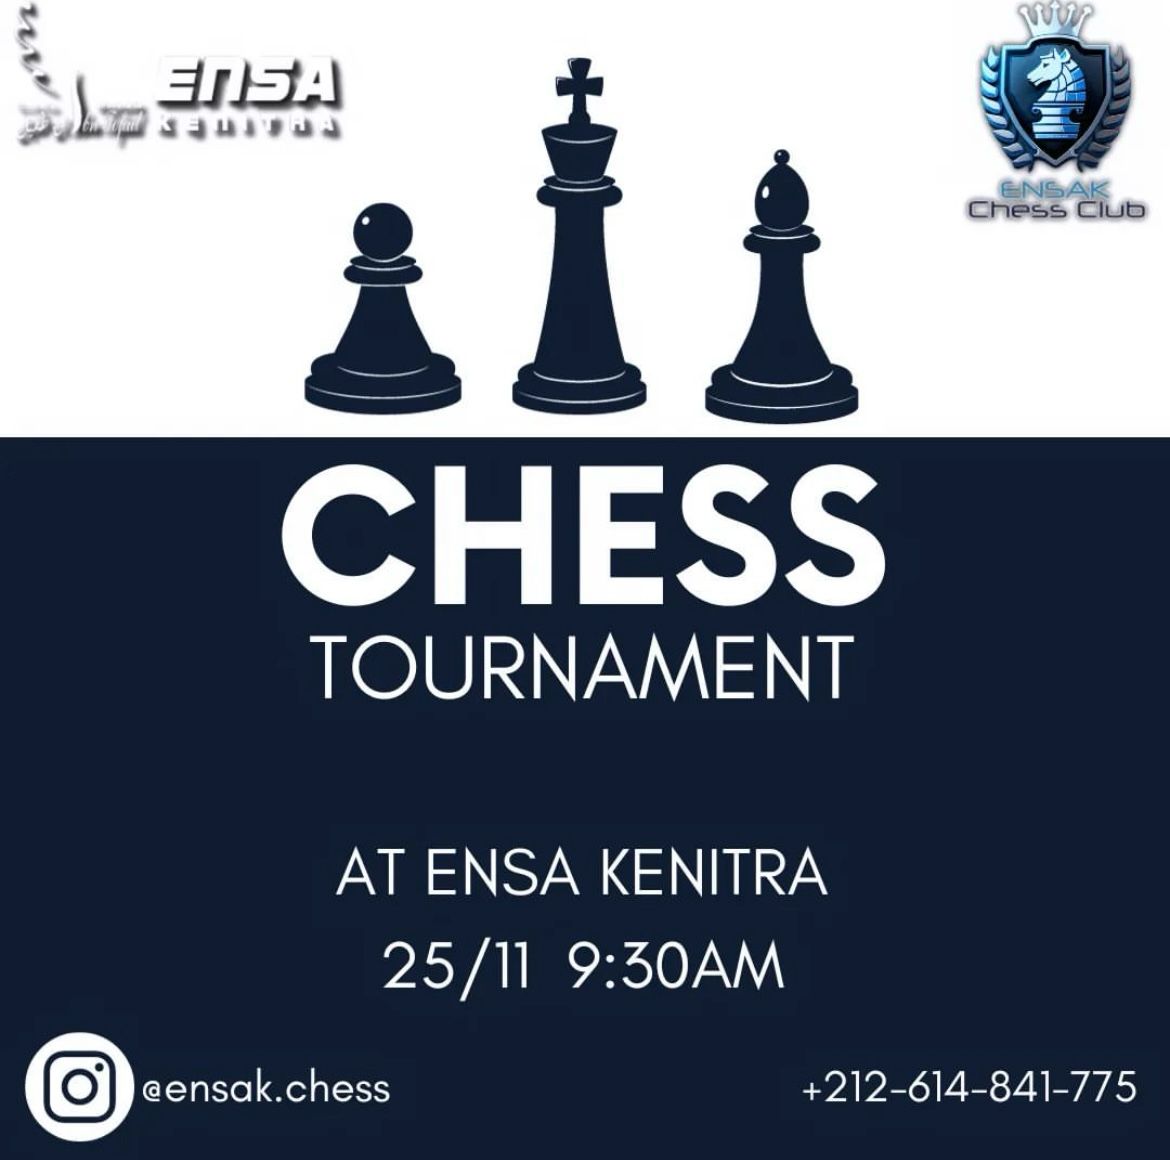 ENSA
KENITRA
ENSAK
Chess Club
CHESS
TOURNAMENT
AT ENSA KENITRA
25/11 9:30AM
@ensak.chess
+212-614-841-775